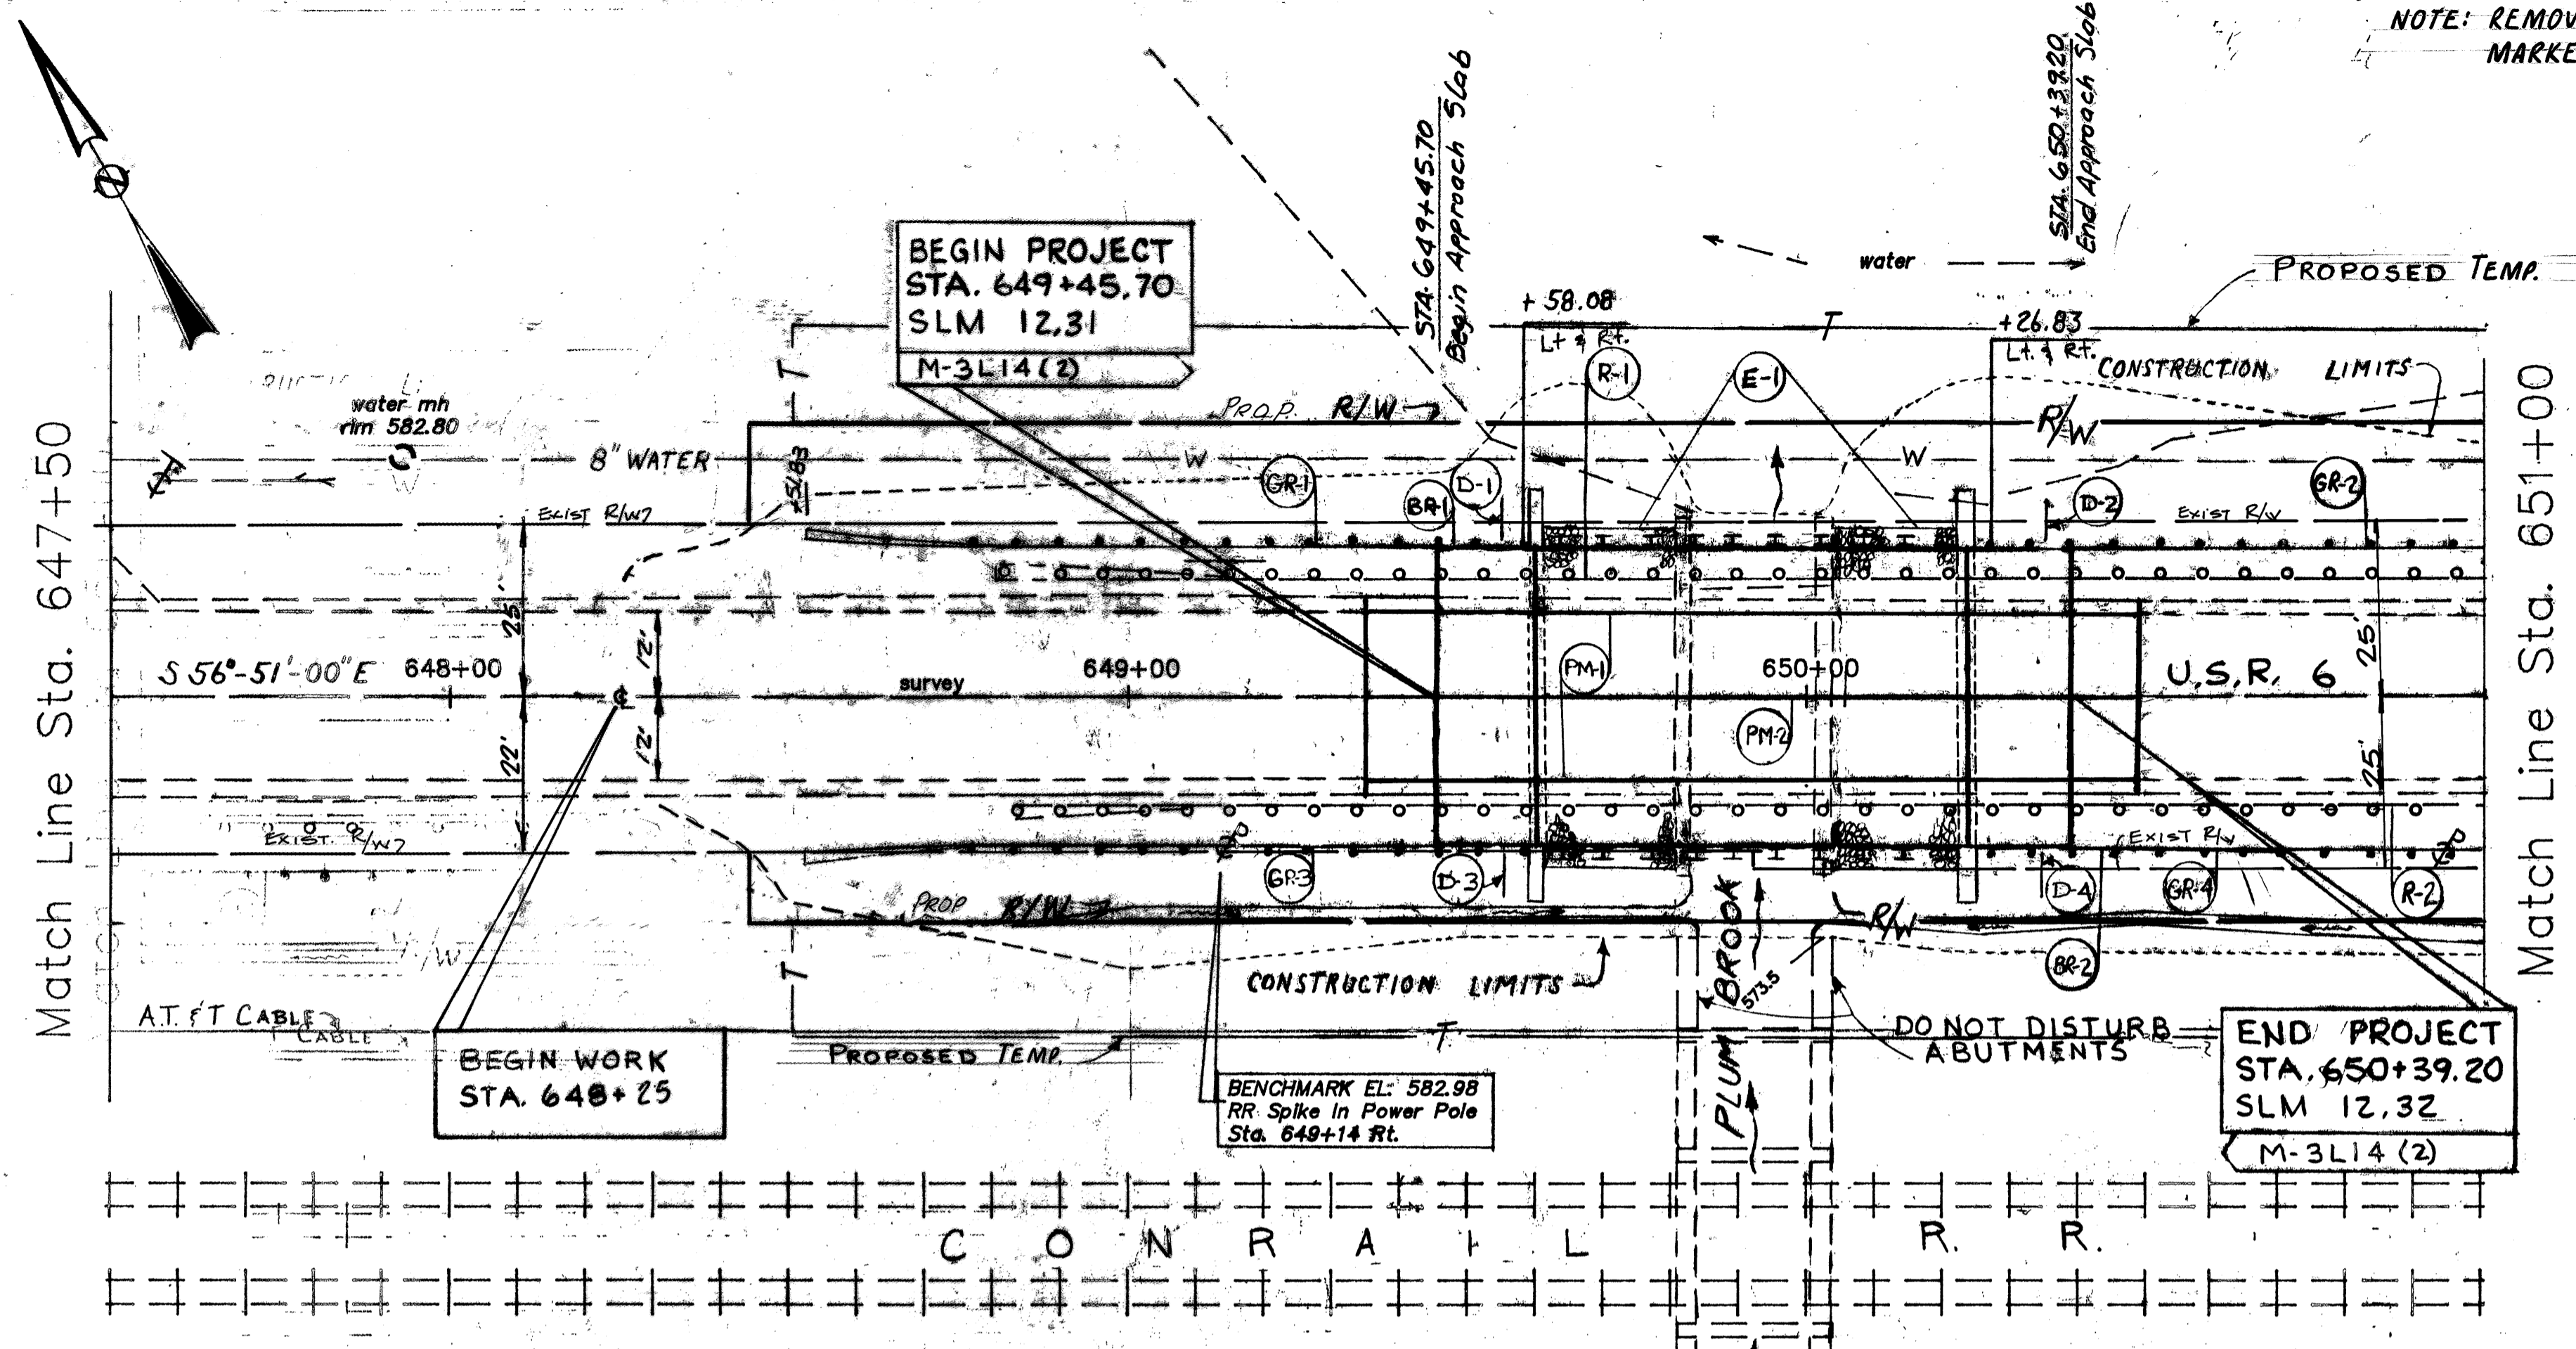 NOTE: REMOV
MARKE
STA. 649+45.70
Begin Approach Slab
STA. 650+39.20
End Approach Slab
BEGIN PROJECT
STA. 649+45.70
SLM 12.31
M-3L14(2)
water
PROPOSED TEMP.
+58.08
Lt & Rt.
T
+26.83
Lt. & Rt.
CONSTRUCTION LIMITS
T
R-1
E-1
water mh
rim 582.80
PROP. R/W
R/W
8" WATER
W
W
W
+51.83
GR-1
BR-1
D-1
D-2
GR-2
EXIST R/W
EXIST R/W
Match Line Sta. 647+50
Match Line Sta. 651+00
25'
12'
25'
S 56°-51'-00" E
648+00
survey
649+00
PM-1
650+00
U.S.R. 6
22'
12'
PM-2
25'
EXIST R/W
EXIST R/W
GR-3
D-3
D-4
GR-4
R-2
PROP R/W
R/W
T
CONSTRUCTION LIMITS
PLUM BROOK
573.5
BR-2
A.T. & T CABLE
CABLE
PROPOSED TEMP.
T
DO NOT DISTURB
ABUTMENTS
BEGIN WORK
STA. 648+25
BENCHMARK EL: 582.98
RR Spike In Power Pole
Sta. 649+14 Rt.
END PROJECT
STA. 650+39.20
SLM 12.32
M-3L14 (2)
CONRAIL R. R.